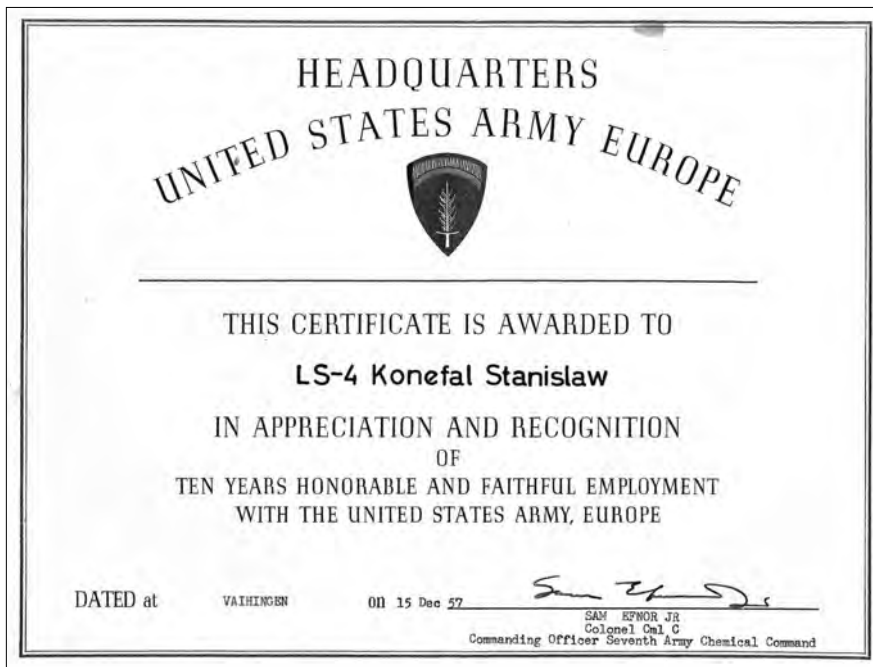 HEADQUARTERS
UNITED STATES ARMY EUROPE
THIS CERTIFICATE IS AWARDED TO
LS-4 Konefal Stanislaw
IN APPRECIATION AND RECOGNITION
OF
TEN YEARS HONORABLE AND FAITHFUL EMPLOYMENT
WITH THE UNITED STATES ARMY, EUROPE
DATED at VAIHINGEN on 15 Dec 57
SAM EFNOR JR
Colonel Cml C
Commanding Officer Seventh Army Chemical Command